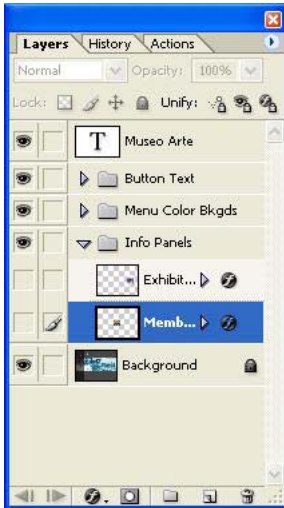 Layers History Actions
Normal Opacity: 100%
Lock: Unify:
T Museo Arte
Button Text
Menu Color Bkgds
Info Panels
Exhibit...
Memb...
Background